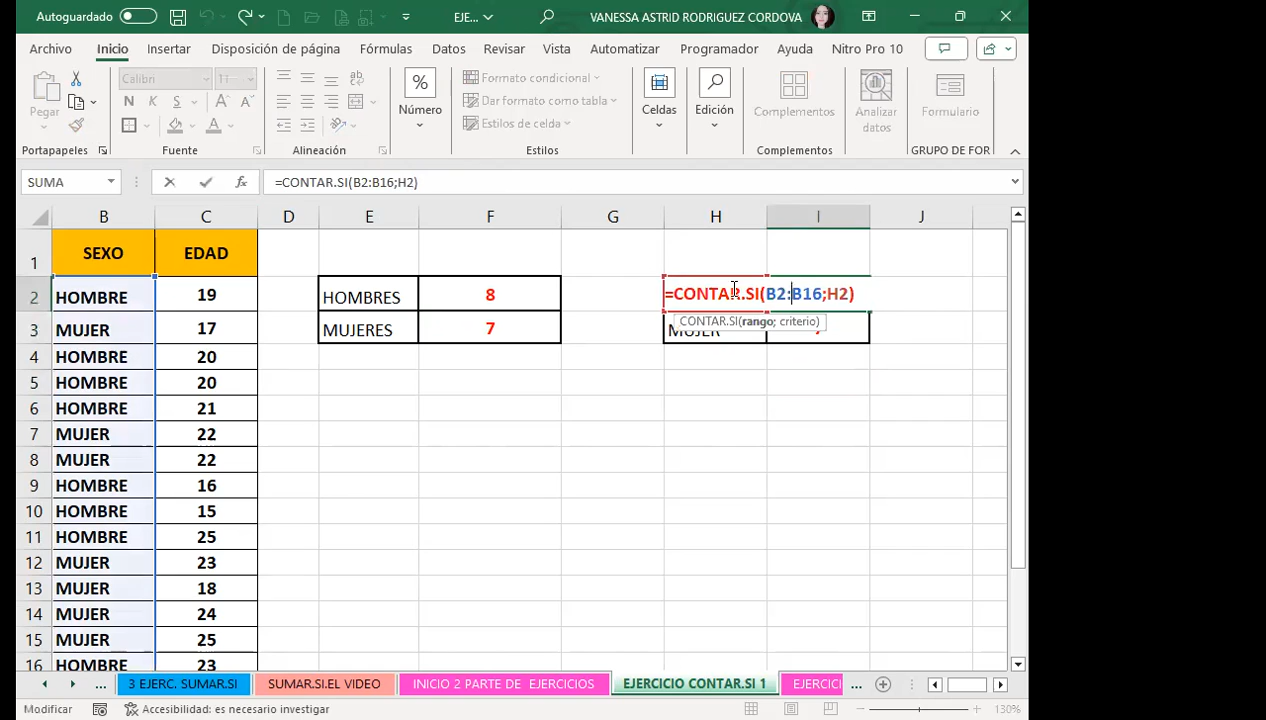 Autoguardado
EJE...
VANESSA ASTRID RODRIGUEZ CORDOVA
Archivo Inicio Insertar Disposición de página Fórmulas Datos Revisar Vista Automatizar Programador Ayuda Nitro Pro 10
Pegar
Calibri 11
N K S A A
A
ab
% Número
Formato condicional
Dar formato como tabla
Estilos de celda
Celdas
Edición
Complementos
Analizar datos
Formulario
Portapapeles Fuente Alineación Estilos Complementos GRUPO DE FOR
SUMA fx =CONTAR.SI(B2:B16;H2)
B C D E F G H I J
1 SEXO EDAD
2 HOMBRE 19 HOMBRES 8 =CONTAR.SI(B2:B16;H2)
CONTAR.SI(rango; criterio)
3 MUJER 17 MUJERES 7 MUJER
4 HOMBRE 20
5 HOMBRE 20
6 HOMBRE 21
7 MUJER 22
8 MUJER 22
9 HOMBRE 16
10 HOMBRE 15
11 HOMBRE 25
12 MUJER 23
13 MUJER 18
14 MUJER 24
15 MUJER 25
16 HOMBRE 23
... 3 EJERC. SUMAR.SI SUMAR.SI.EL VIDEO INICIO 2 PARTE DE EJERCICIOS EJERCICIO CONTAR.SI 1 EJERCICI ...
Modificar Accesibilidad: es necesario investigar 130%